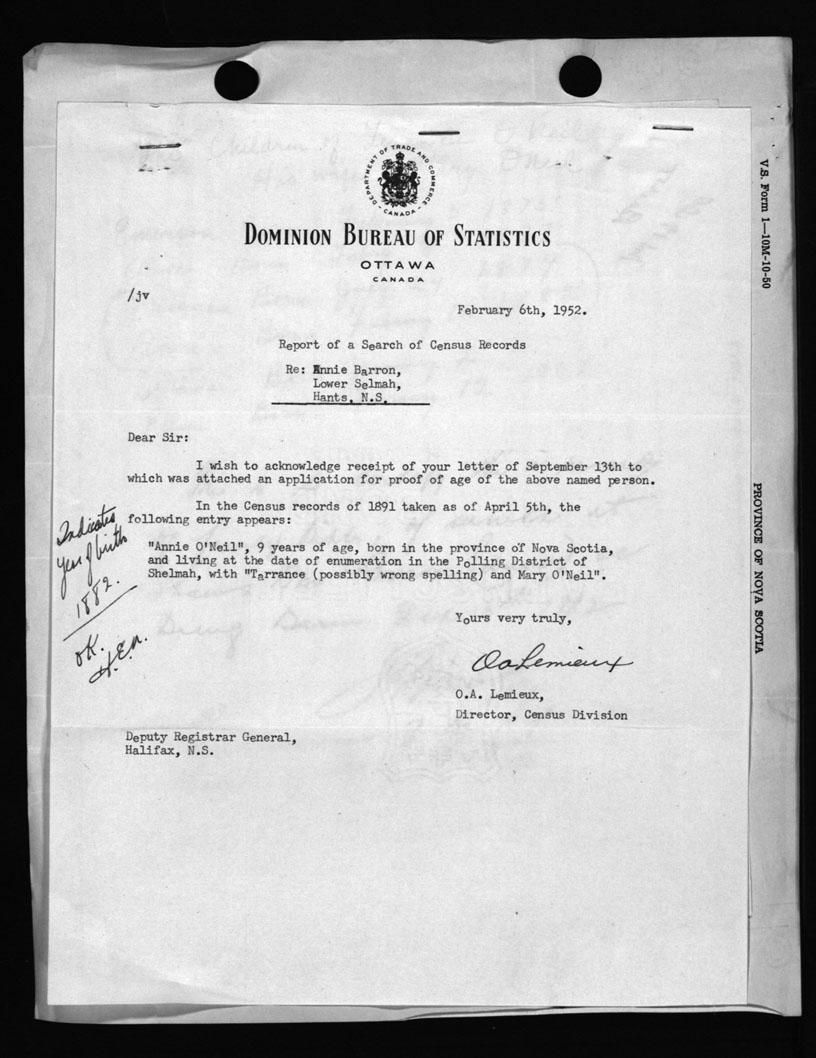 DEPARTMENT OF TRADE AND COMMERCE
CANADA
DOMINION BUREAU OF STATISTICS
OTTAWA
CANADA
/jv
February 6th, 1952.
Report of a Search of Census Records
Re: Annie Barron,
Lower Selmah,
Hants, N.S.
Dear Sir:
I wish to acknowledge receipt of your letter of September 13th to
which was attached an application for proof of age of the above named person.
In the Census records of 1891 taken as of April 5th, the
following entry appears:
"Annie O'Neil", 9 years of age, born in the province of Nova Scotia,
and living at the date of enumeration in the Polling District of
Shelmah, with "Tarrance (possibly wrong spelling) and Mary O'Neil".
Indicates
year of birth
1882.
OK.
H.E.A.
Yours very truly,
OALemieux
O.A. Lemieux,
Director, Census Division
Deputy Registrar General,
Halifax, N.S.
V.S. Form 1—10M-10-50
PROVINCE OF NOVA SCOTIA